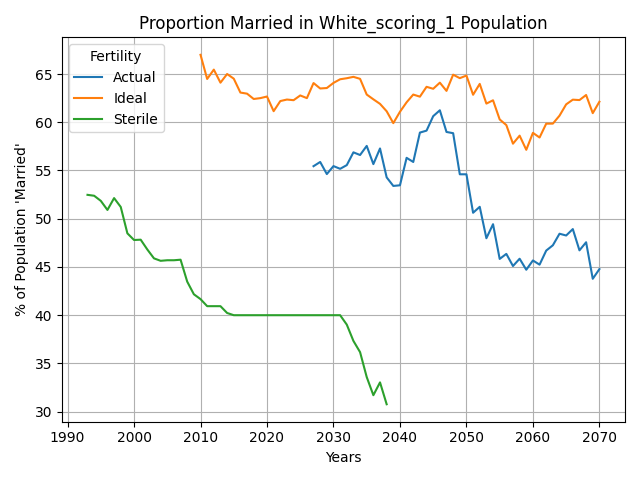 Proportion Married in White_scoring_1 Population
Fertility
Actual
Ideal
Sterile
% of Population 'Married'
65
60
55
50
45
40
35
30
1990 2000 2010 2020 2030 2040 2050 2060 2070
Years